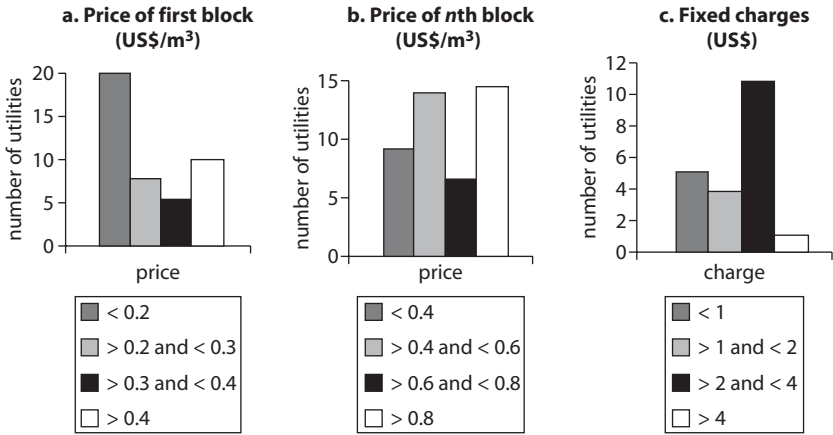 a. Price of first block
(US$/m³)
number of utilities
20
15
10
5
0
price
< 0.2
> 0.2 and < 0.3
> 0.3 and < 0.4
> 0.4
b. Price of nth block
(US$/m³)
number of utilities
15
10
5
0
price
< 0.4
> 0.4 and < 0.6
> 0.6 and < 0.8
> 0.8
c. Fixed charges
(US$)
number of utilities
12
10
8
6
4
2
0
charge
< 1
> 1 and < 2
> 2 and < 4
> 4